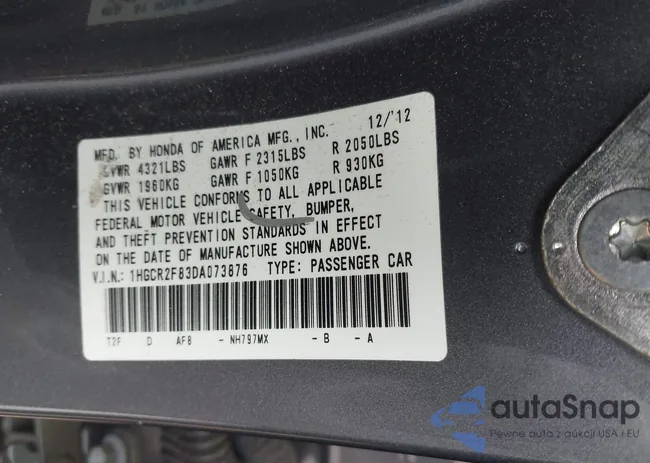 MFD. BY HONDA OF AMERICA MFG., INC. 12/'12
GVWR 4321LBS GAWR F 2315LBS R 2050LBS
GVWR 1960KG GAWR F 1050KG R 930KG
THIS VEHICLE CONFORMS TO ALL APPLICABLE
FEDERAL MOTOR VEHICLE SAFETY, BUMPER,
AND THEFT PREVENTION STANDARDS IN EFFECT
ON THE DATE OF MANUFACTURE SHOWN ABOVE.
V.I.N.: 1HGCR2F83DA073876 TYPE: PASSENGER CAR
T2F D AF8 - NH797MX - B - A
autaSnap
Pewne auta z aukcji USA i EU